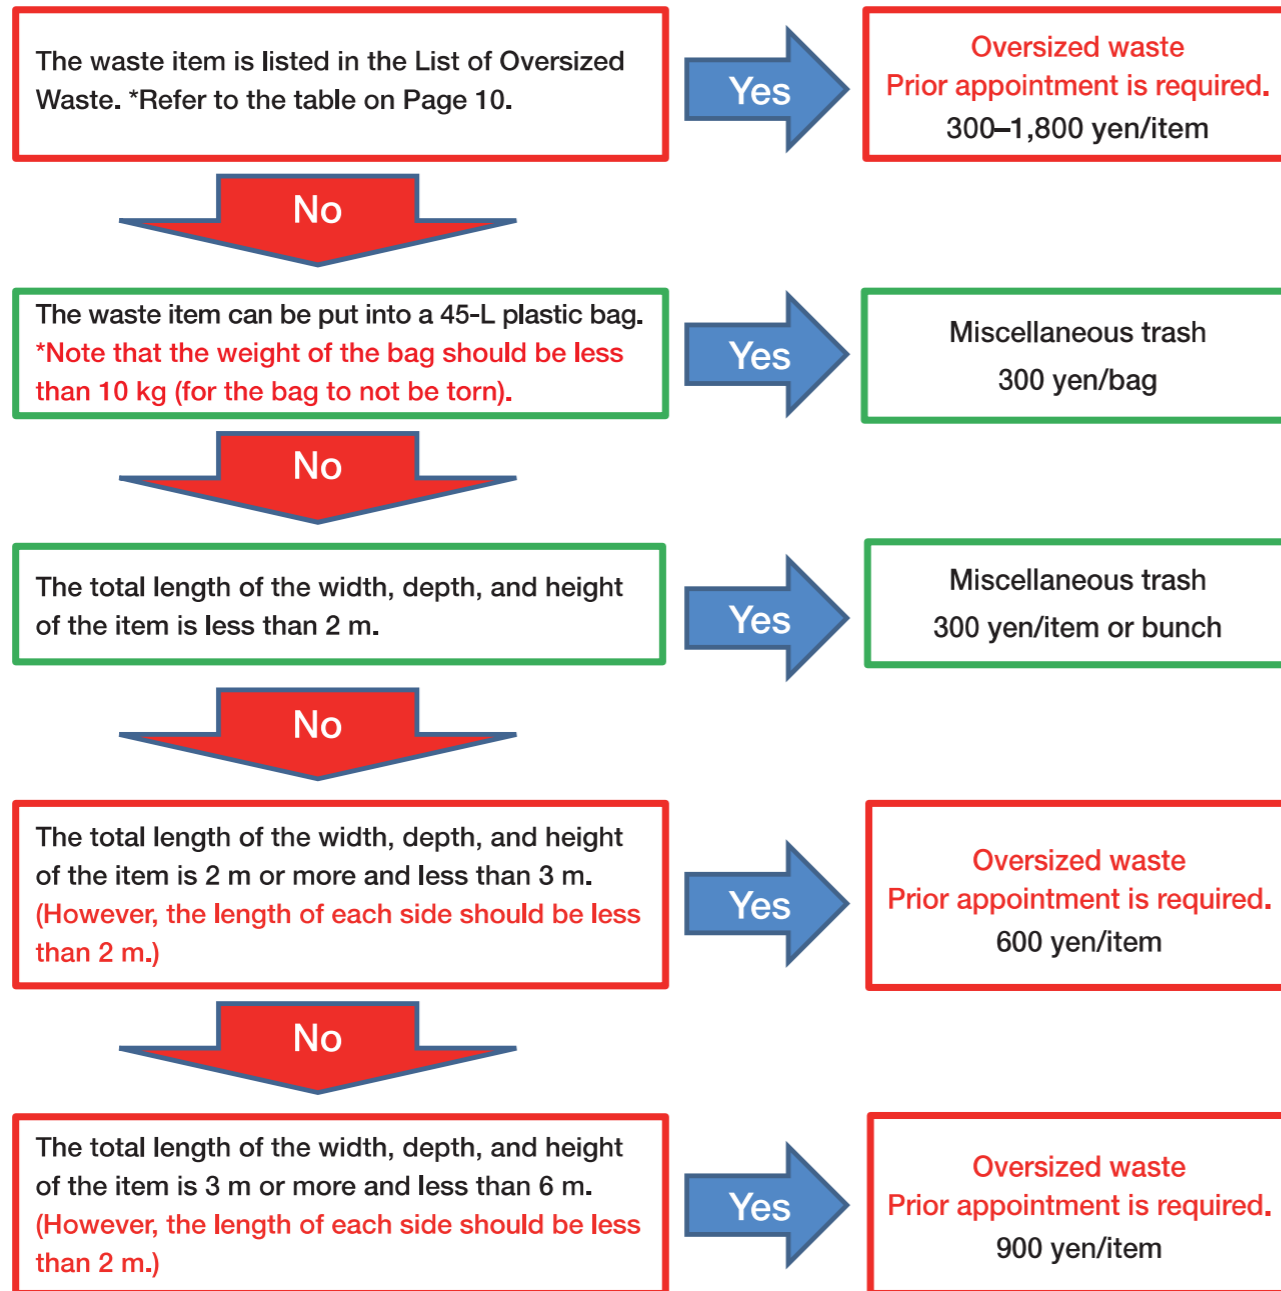 The waste item is listed in the List of Oversized
Waste. *Refer to the table on Page 10.
Yes
Oversized waste
Prior appointment is required.
300–1,800 yen/item
No
The waste item can be put into a 45-L plastic bag.
*Note that the weight of the bag should be less
than 10 kg (for the bag to not be torn).
Yes
Miscellaneous trash
300 yen/bag
No
The total length of the width, depth, and height
of the item is less than 2 m.
Yes
Miscellaneous trash
300 yen/item or bunch
No
The total length of the width, depth, and height
of the item is 2 m or more and less than 3 m.
(However, the length of each side should be less
than 2 m.)
Yes
Oversized waste
Prior appointment is required.
600 yen/item
No
The total length of the width, depth, and height
of the item is 3 m or more and less than 6 m.
(However, the length of each side should be less
than 2 m.)
Yes
Oversized waste
Prior appointment is required.
900 yen/item